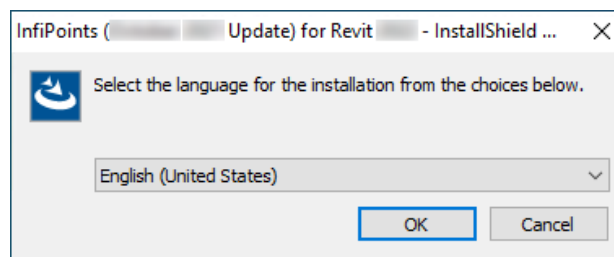 InfiPoints ( Update) for Revit - InstallShield ...
Select the language for the installation from the choices below.
English (United States)
OK
Cancel